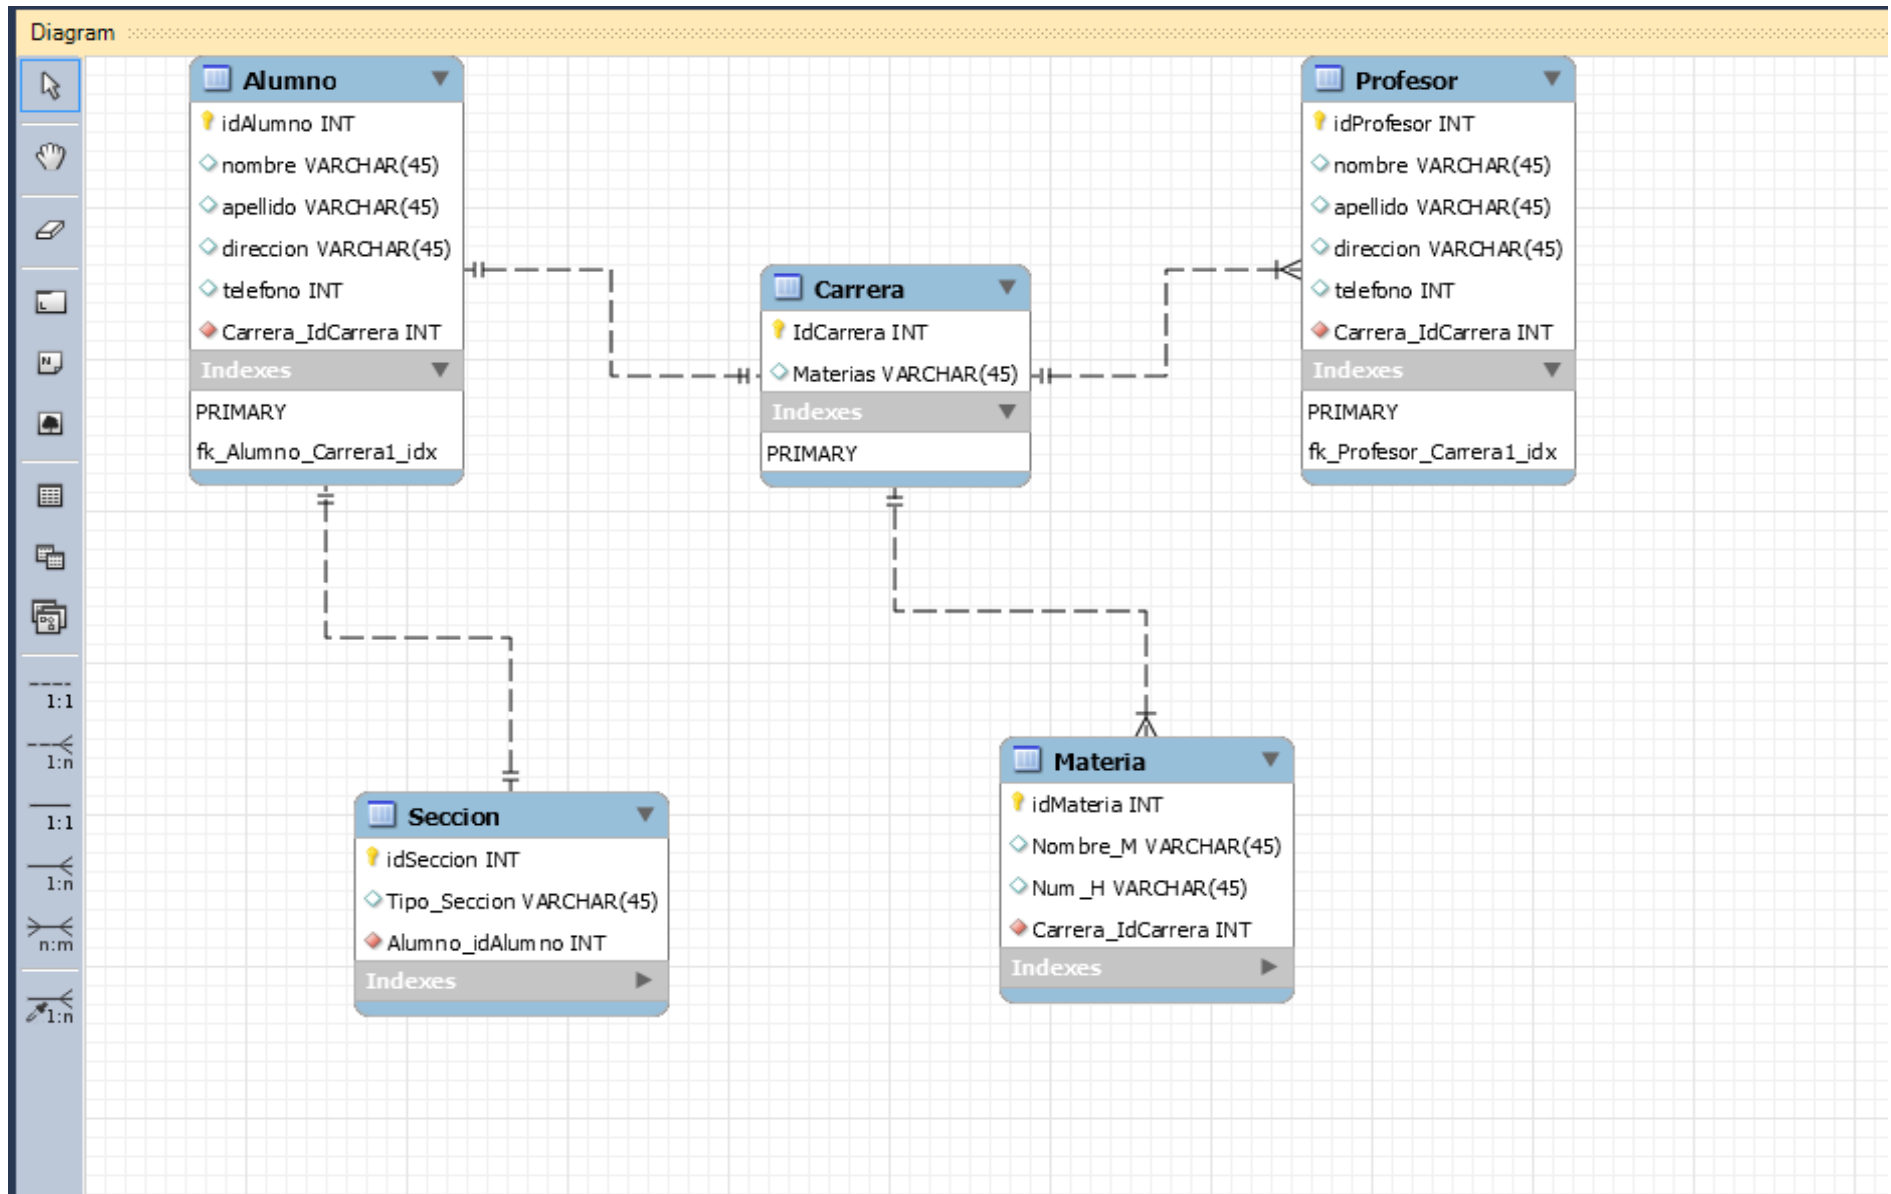 Diagram
Alumno
idAlumno INT
nombre VARCHAR(45)
apellido VARCHAR(45)
direccion VARCHAR(45)
telefono INT
Carrera_IdCarrera INT
Indexes
PRIMARY
fk_Alumno_Carrera1_idx
Carrera
IdCarrera INT
Materias VARCHAR(45)
Indexes
PRIMARY
Profesor
idProfesor INT
nombre VARCHAR(45)
apellido VARCHAR(45)
direccion VARCHAR(45)
telefono INT
Carrera_IdCarrera INT
Indexes
PRIMARY
fk_Profesor_Carrera1_idx
Seccion
idSeccion INT
Tipo_Seccion VARCHAR(45)
Alumno_idAlumno INT
Indexes
Materia
idMateria INT
Nombre_M VARCHAR(45)
Num_H VARCHAR(45)
Carrera_IdCarrera INT
Indexes
1:1
1:n
1:1
1:n
n:m
1:n